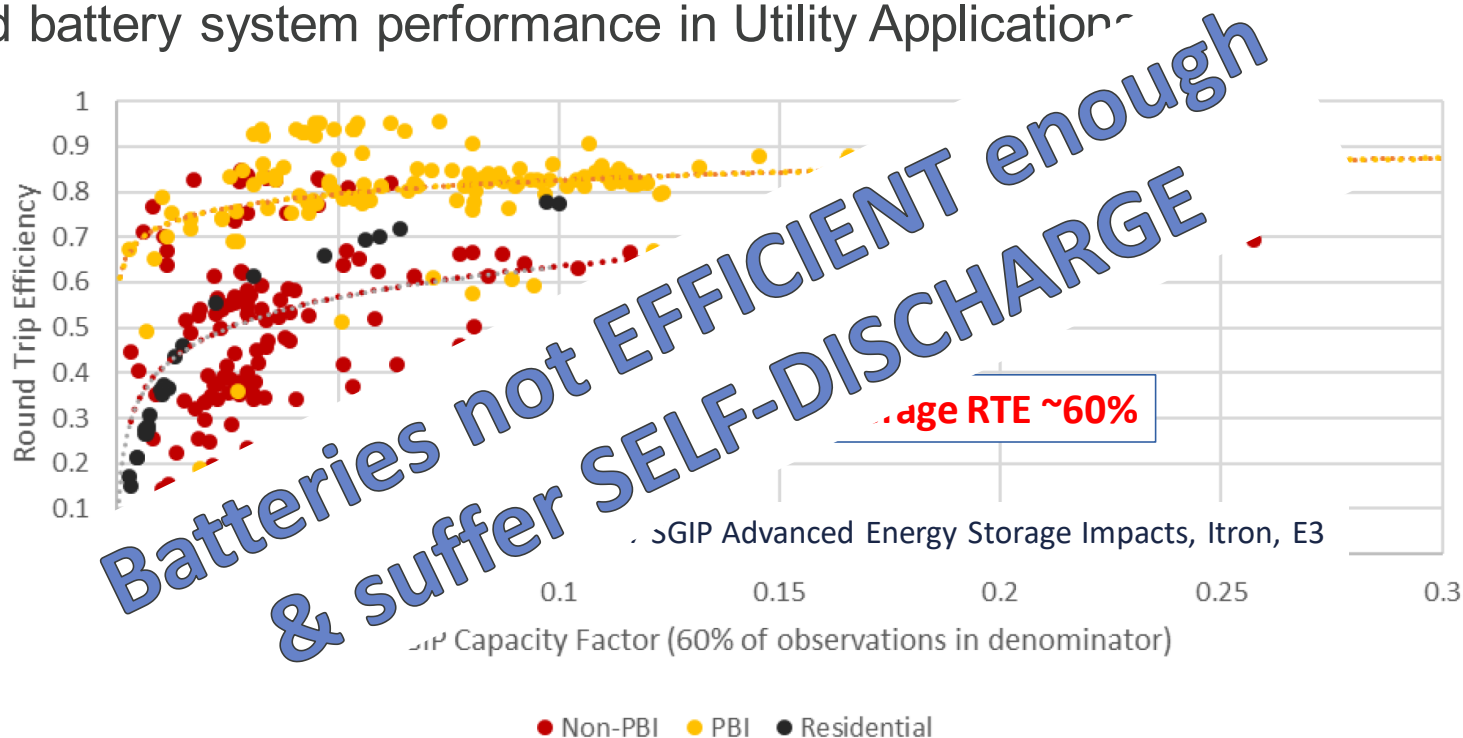 battery system performance in Utility
Batteries not EFFICIENT enough
& suffer SELF-DISCHARGE
1
0.9
0.8
0.7
0.6
0.5
0.4
0.3
0.2
0.1
Round Trip Efficiency
RTE ~60%
SGIP Advanced Energy Storage Impacts, Itron, E3
0.1
0.15
0.2
0.25
0.3
Capacity Factor (60% of observations in denominator)
Non-PBI PBI Residential